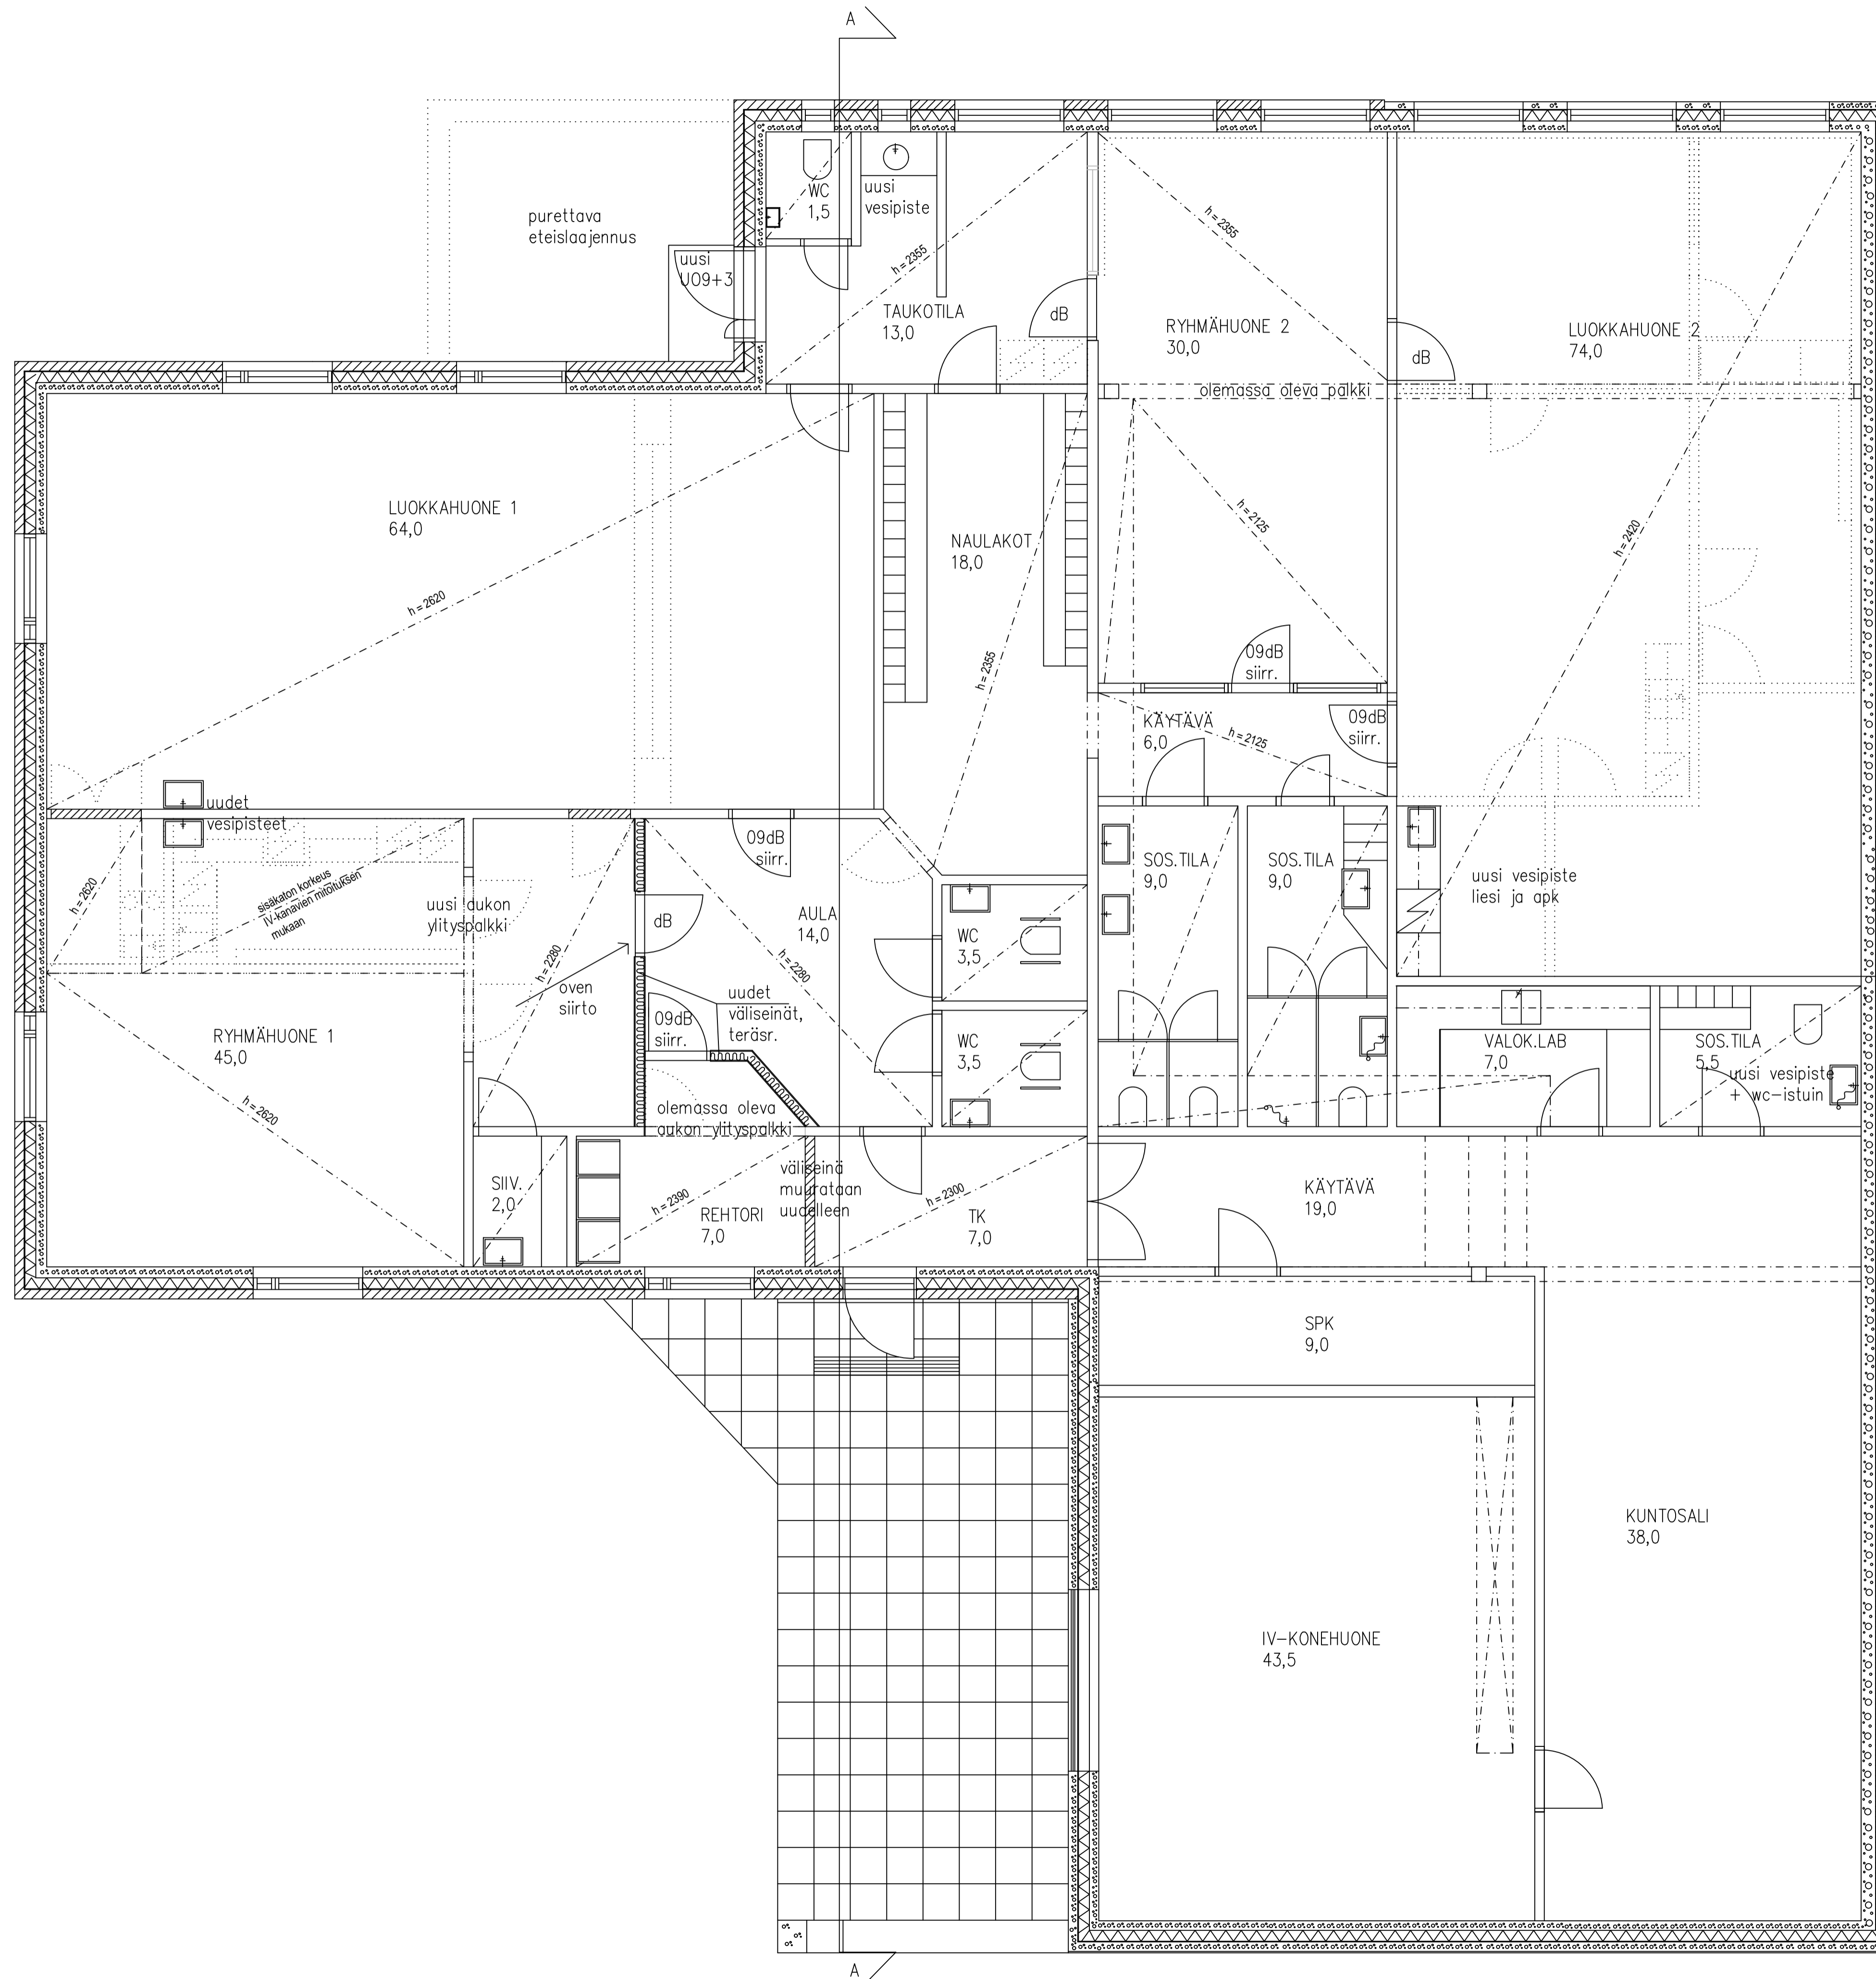 A
WC
1,5
uusi
vesipiste
purettava
eteislaajennus
uusi
UO9+3
h = 2355
TAUKOTILA
13,0
dB
h = 2355
RYHMÄHUONE 2
30,0
dB
LUOKKAHUONE 2
74,0
olemassa oleva palkki
LUOKKAHUONE 1
64,0
h = 2620
NAULAKOT
18,0
h = 2355
h = 2125
h = 2420
09dB
siirr.
KÄYTÄVÄ
6,0
h = 2125
09dB
siirr.
uudet
vesipisteet
h = 2620
sisäkaton korkeus
IV-kanavien mitoituksen
mukaan
uusi aukon
ylityspalkki
h = 2280
oven
siirto
09dB
siirr.
dB
AULA
14,0
h = 2280
WC
3,5
SOS.TILA
9,0
SOS.TILA
9,0
uusi vesipiste
liesi ja apk
uudet
väliseinät,
teräsr.
09dB
siirr.
RYHMÄHUONE 1
45,0
h = 2620
WC
3,5
VALOK.LAB
7,0
SOS.TILA
5,5
uusi vesipiste
+ wc-istuin
olemassa oleva
aukon ylityspalkki
SIIV.
2,0
h = 2390
REHTORI
7,0
väliseinä
muurataan
uudelleen
h = 2300
TK
7,0
KÄYTÄVÄ
19,0
SPK
9,0
KUNTOSALI
38,0
IV-KONEHUONE
43,5
A